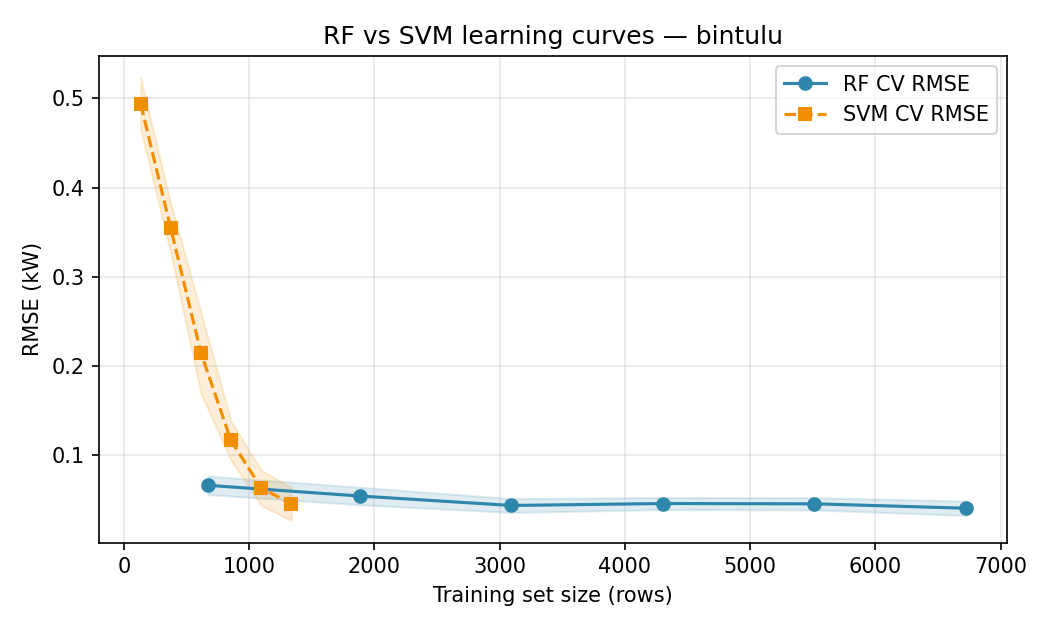 RF vs SVM learning curves — bintulu
RF CV RMSE
SVM CV RMSE
RMSE (kW)
0.5
0.4
0.3
0.2
0.1
0 1000 2000 3000 4000 5000 6000 7000
Training set size (rows)